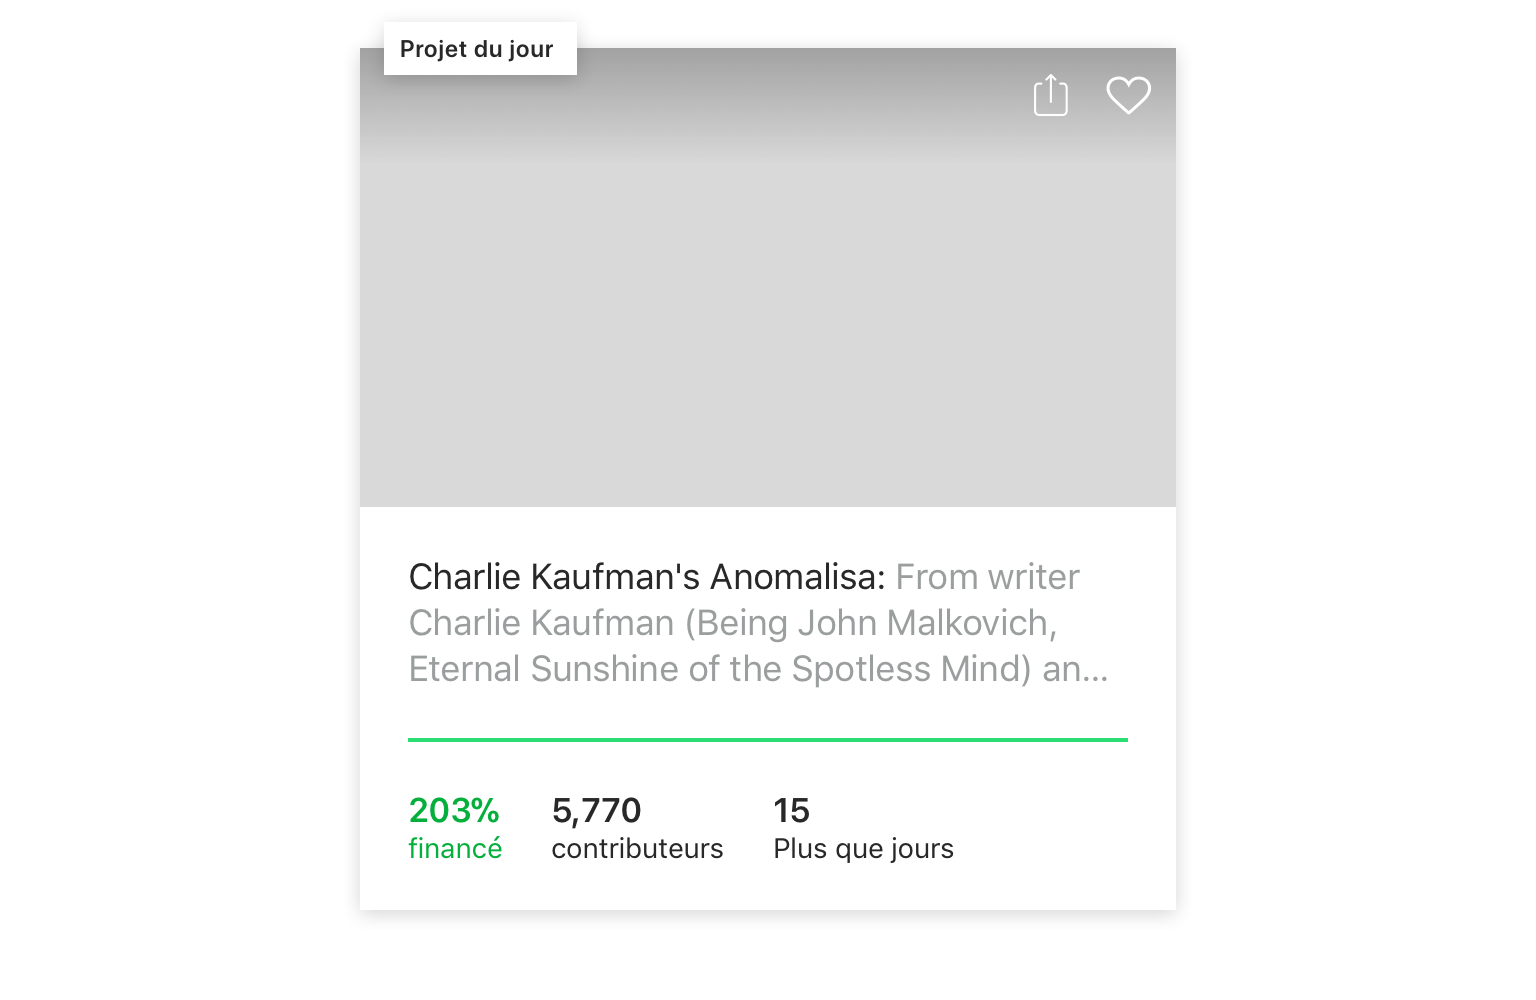 Projet du jour
Charlie Kaufman's Anomalisa: From writer
Charlie Kaufman (Being John Malkovich,
Eternal Sunshine of the Spotless Mind) an...
203%
financé
5,770
contributeurs
15
Plus que jours